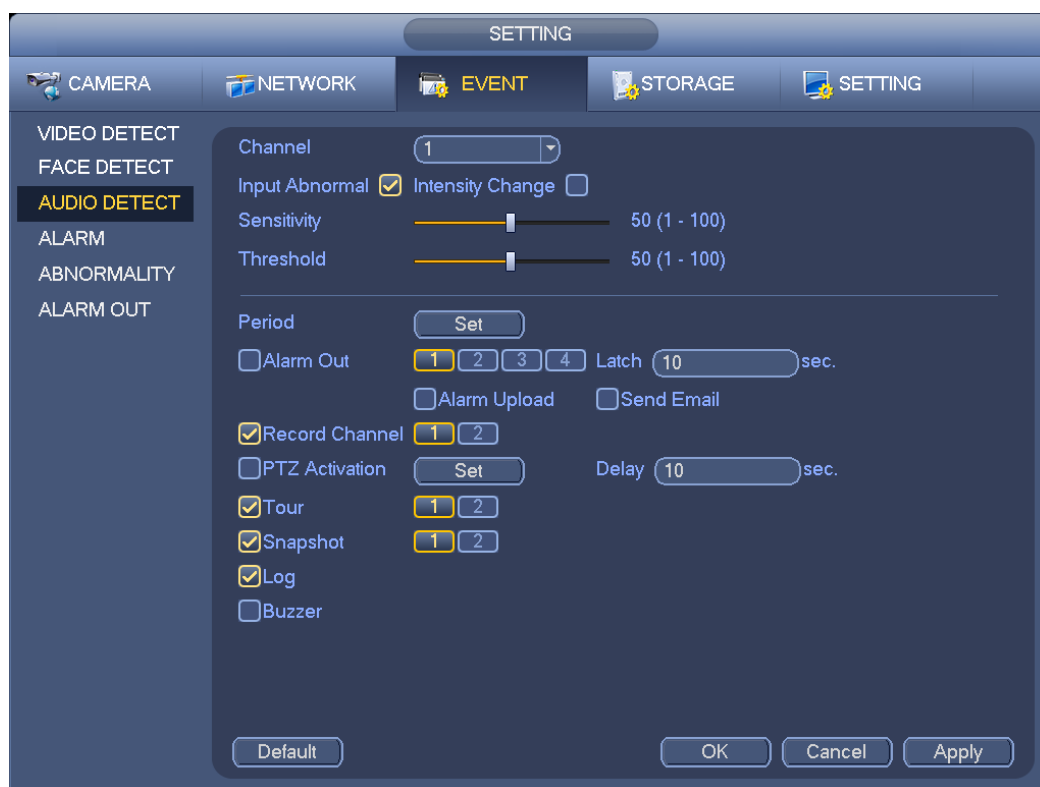 SETTING
CAMERA NETWORK EVENT STORAGE SETTING
VIDEO DETECT
FACE DETECT
AUDIO DETECT
ALARM
ABNORMALITY
ALARM OUT
Channel 1
Input Abnormal Intensity Change
Sensitivity 50 (1 - 100)
Threshold 50 (1 - 100)
Period Set
Alarm Out 1 2 3 4 Latch 10 sec.
Alarm Upload Send Email
Record Channel 1 2
PTZ Activation Set Delay 10 sec.
Tour 1 2
Snapshot 1 2
Log
Buzzer
Default OK Cancel Apply